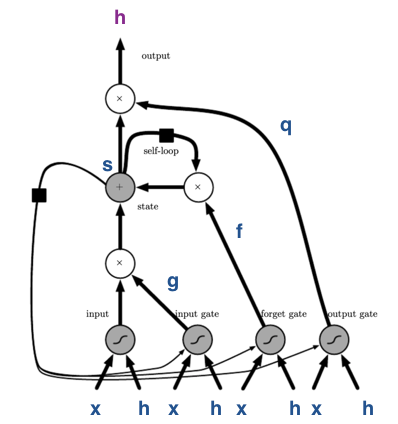 h
output
×
q
s
self-loop
+
×
state
f
×
g
input
input gate
forget gate
output gate
x h x h x h x h